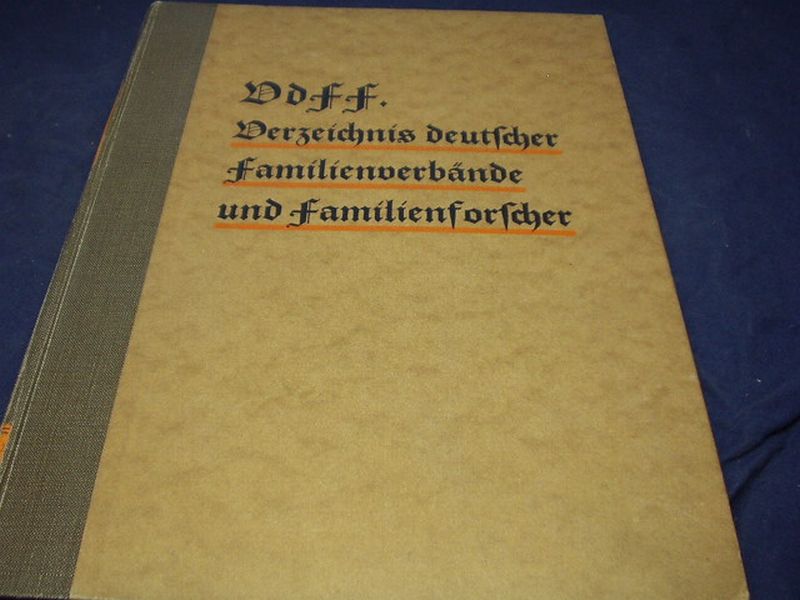 VdFF.
Verzeichnis deutſcher
Familienverbände
und Familienforſcher